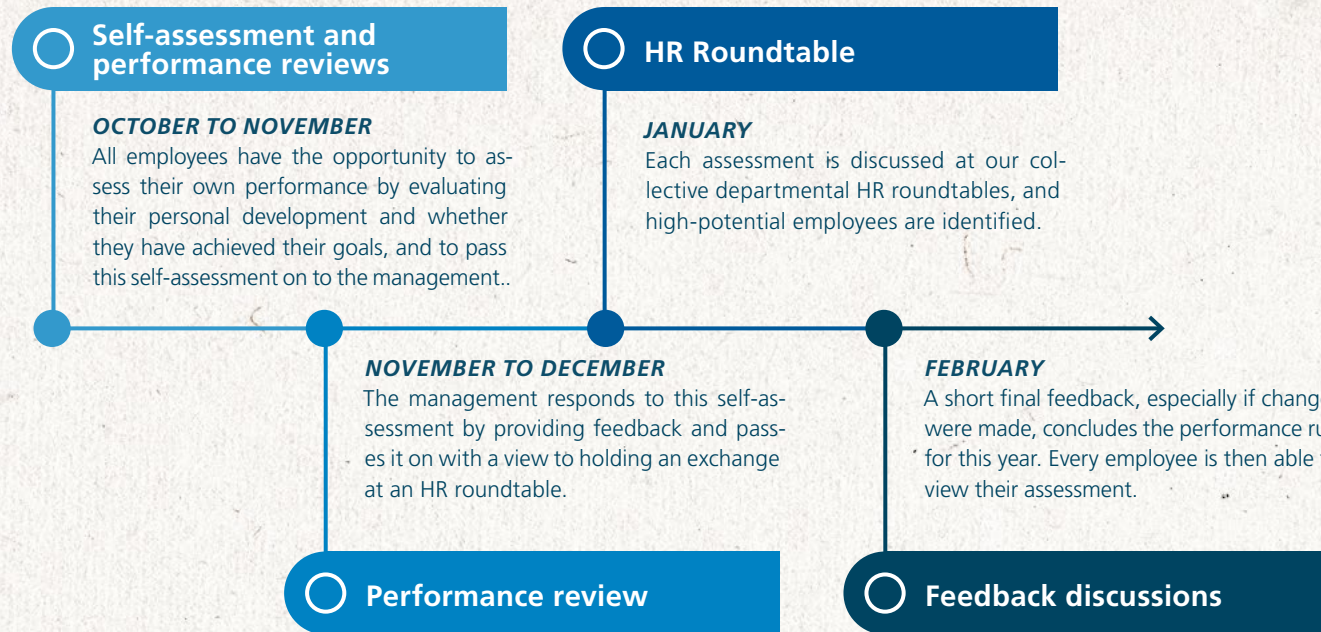 Self-assessment and
performance reviews
OCTOBER TO NOVEMBER
All employees have the opportunity to as-
sess their own performance by evaluating
their personal development and whether
they have achieved their goals, and to pass
this self-assessment on to the management..
HR Roundtable
JANUARY
Each assessment is discussed at our col-
lective departmental HR roundtables, and
high-potential employees are identified.
NOVEMBER TO DECEMBER
The management responds to this self-as-
sessment by providing feedback and pass-
es it on with a view to holding an exchange
at an HR roundtable.
Performance review
FEBRUARY
A short final feedback, especially if
were made, concludes the performance
for this year. Every employee is then able
view their assessment.
Feedback discussions